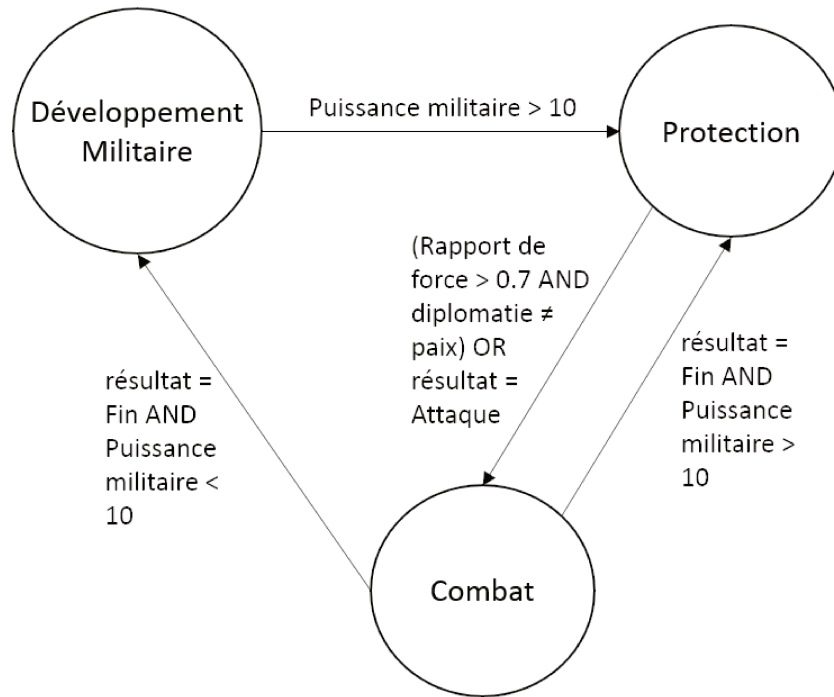 Développement
Militaire
Puissance militaire > 10
Protection
(Rapport de
force > 0.7 AND
diplomatie ≠
paix) OR
résultat =
Attaque
résultat =
Fin AND
Puissance
militaire >
10
résultat =
Fin AND
Puissance
militaire <
10
Combat